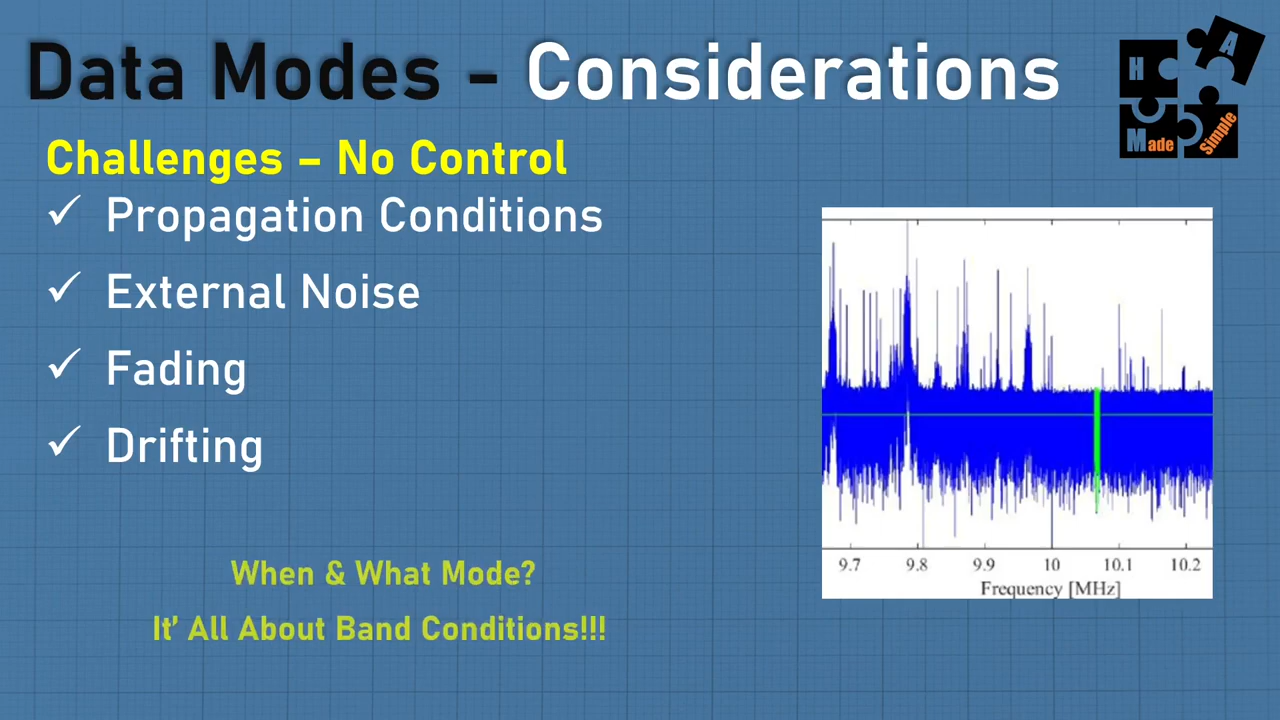 Data Modes - Considerations
H A
Made Simple
Challenges – No Control
✓ Propagation Conditions
✓ External Noise
✓ Fading
✓ Drifting
9.7 9.8 9.9 10 10.1 10.2
Frequency [MHz]
When & What Mode?
It’ All About Band Conditions!!!